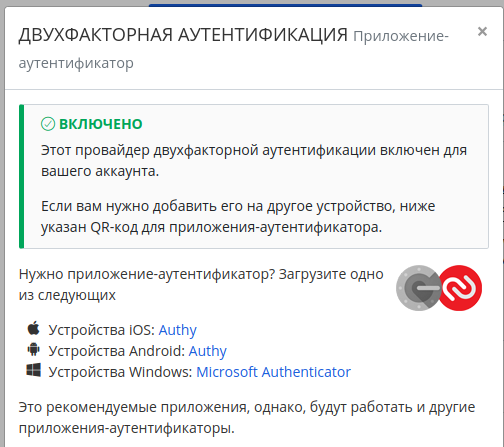 ДВУХФАКТОРНАЯ АУТЕНТИФИКАЦИЯ Приложение-
аутентификатор
×
ВКЛЮЧЕНО
Этот провайдер двухфакторной аутентификации включен для
вашего аккаунта.
Если вам нужно добавить его на другое устройство, ниже
указан QR-код для приложения-аутентификатора.
Нужно приложение-аутентификатор? Загрузите одно
из следующих
Устройства iOS: Authy
Устройства Android: Authy
Устройства Windows: Microsoft Authenticator
Это рекомендуемые приложения, однако, будут работать и другие
приложения-аутентификаторы.